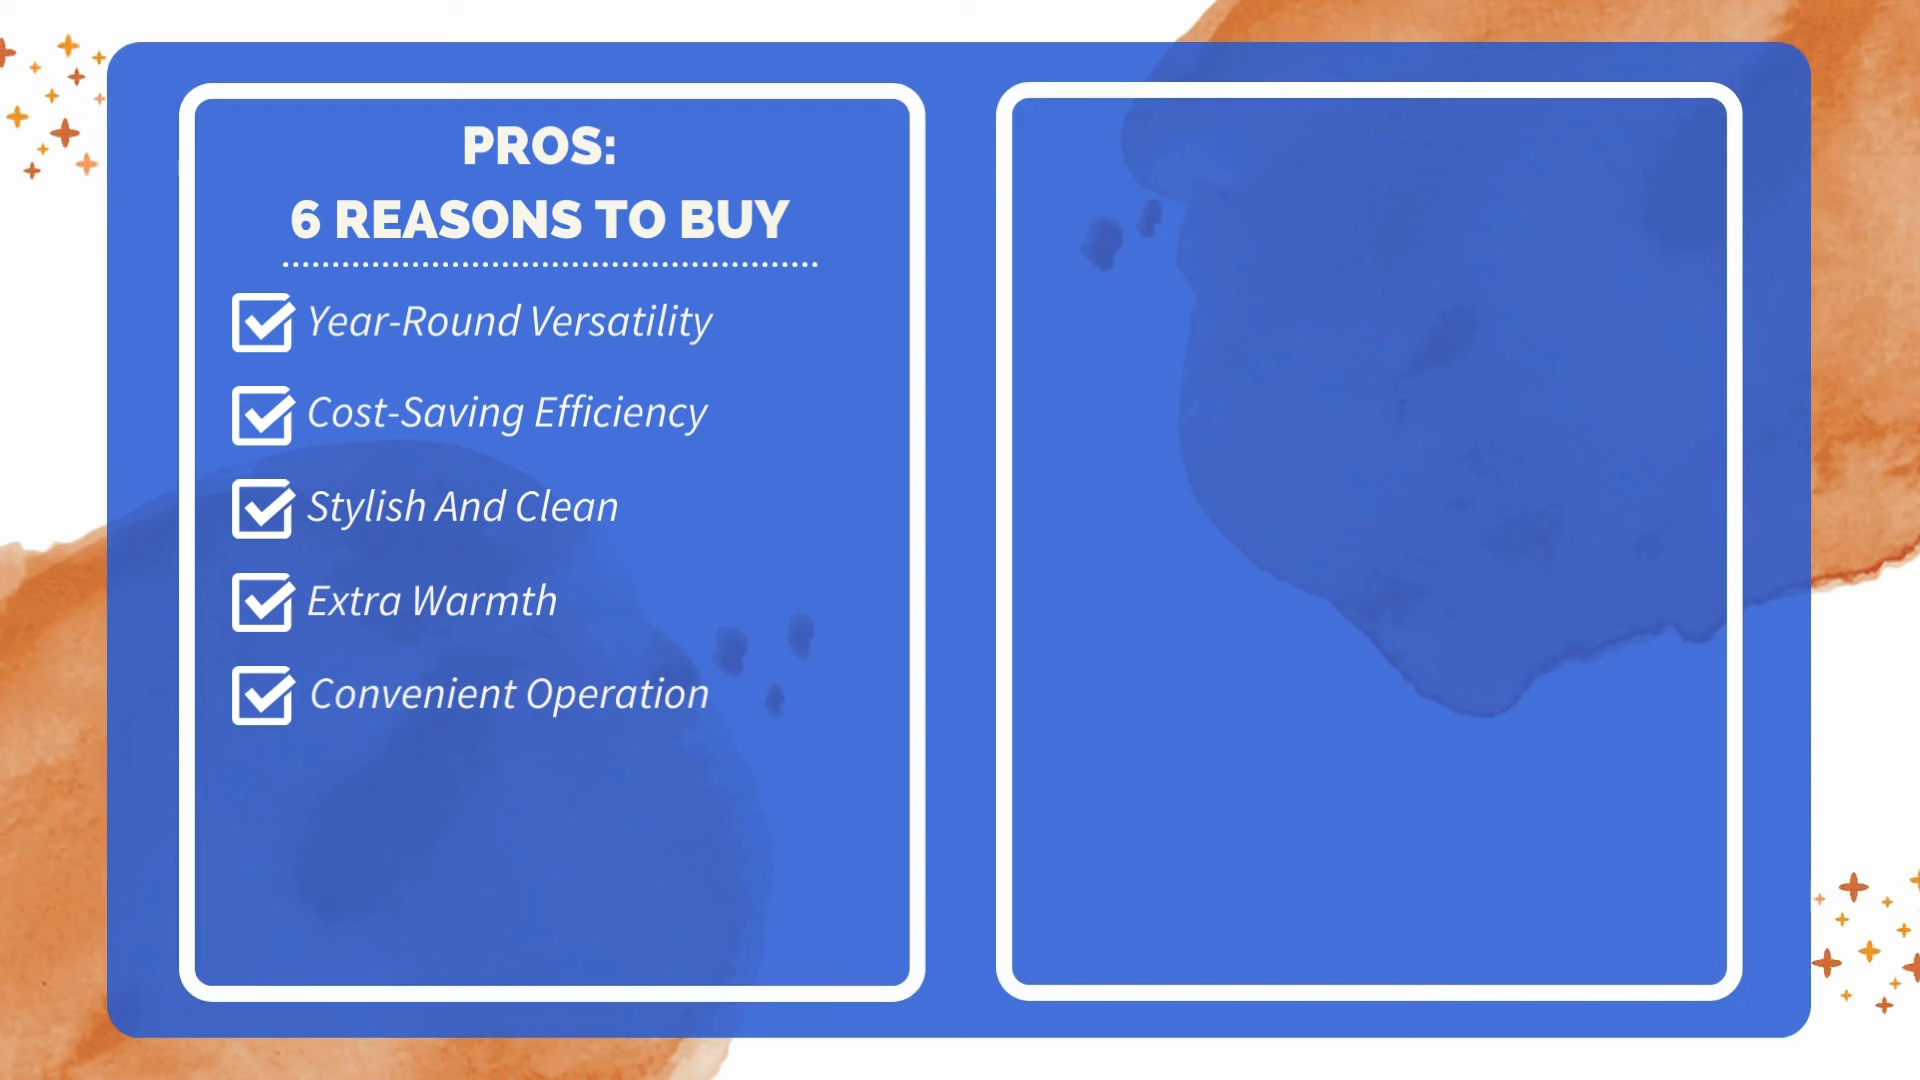 PROS:
6 REASONS TO BUY
Year-Round Versatility
Cost-Saving Efficiency
Stylish And Clean
Extra Warmth
Convenient Operation